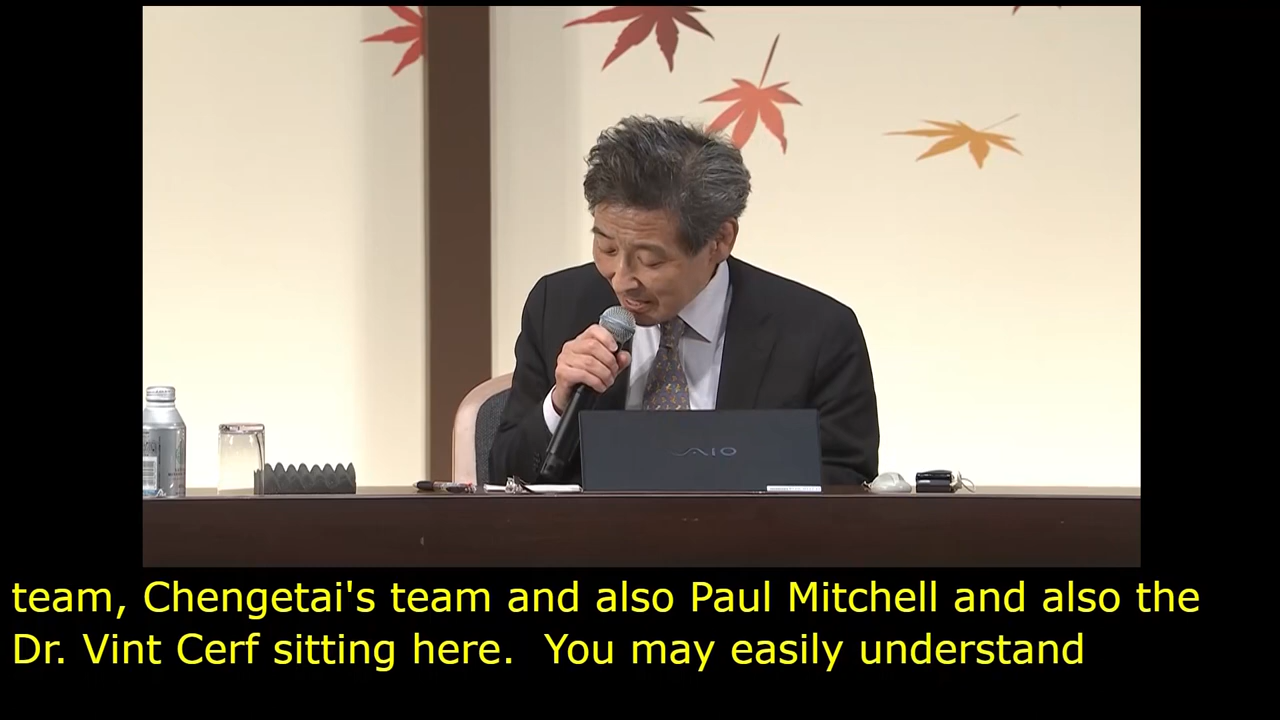 VAIO
team, Chengetai's team and also Paul Mitchell and also the
Dr. Vint Cerf sitting here.  You may easily understand